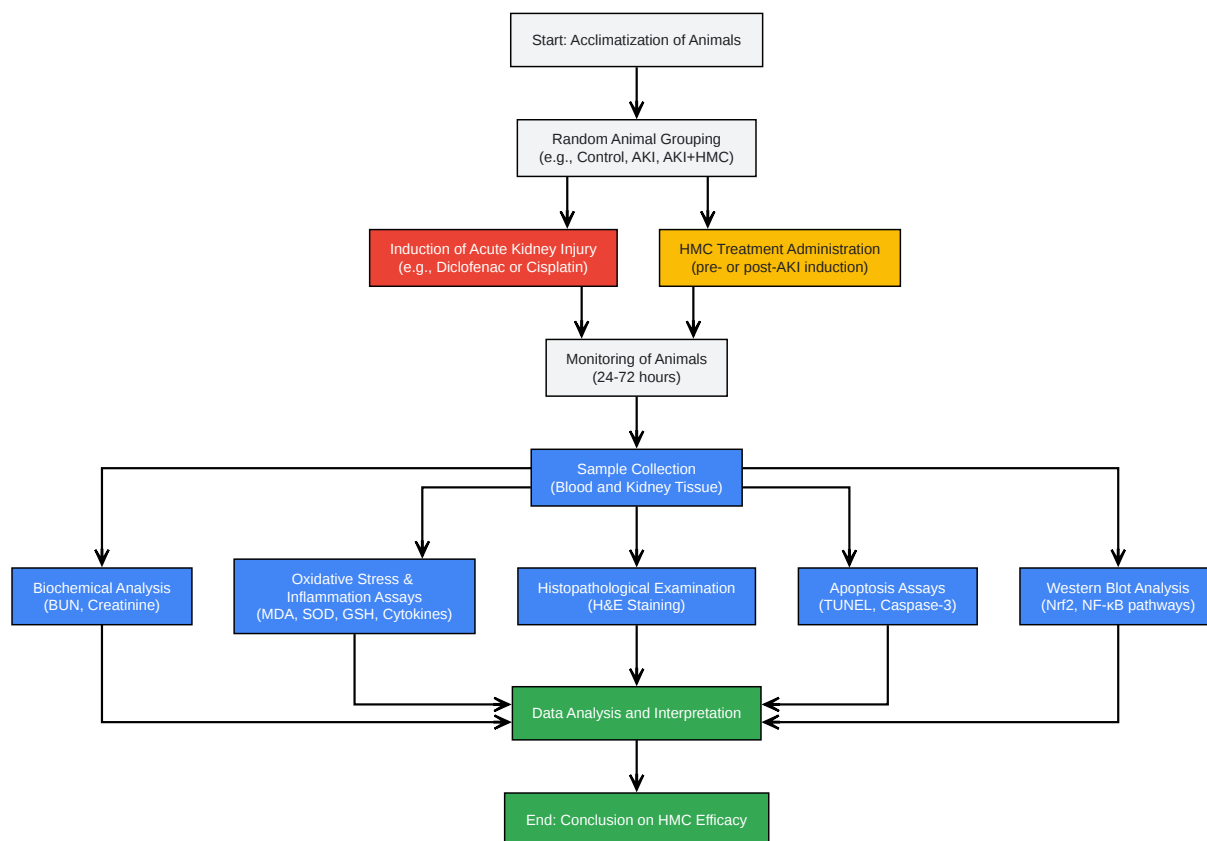 Start: Acclimatization of Animals
Random Animal Grouping
(e.g., Control, AKI, AKI+HMC)
Induction of Acute Kidney Injury
(e.g., Diclofenac or Cisplatin)
HMC Treatment Administration
(pre- or post-AKI induction)
Monitoring of Animals
(24-72 hours)
Sample Collection
(Blood and Kidney Tissue)
Biochemical Analysis
(BUN, Creatinine)
Oxidative Stress &
Inflammation Assays
(MDA, SOD, GSH, Cytokines)
Histopathological Examination
(H&E Staining)
Apoptosis Assays
(TUNEL, Caspase-3)
Western Blot Analysis
(Nrf2, NF-κB pathways)
Data Analysis and Interpretation
End: Conclusion on HMC Efficacy